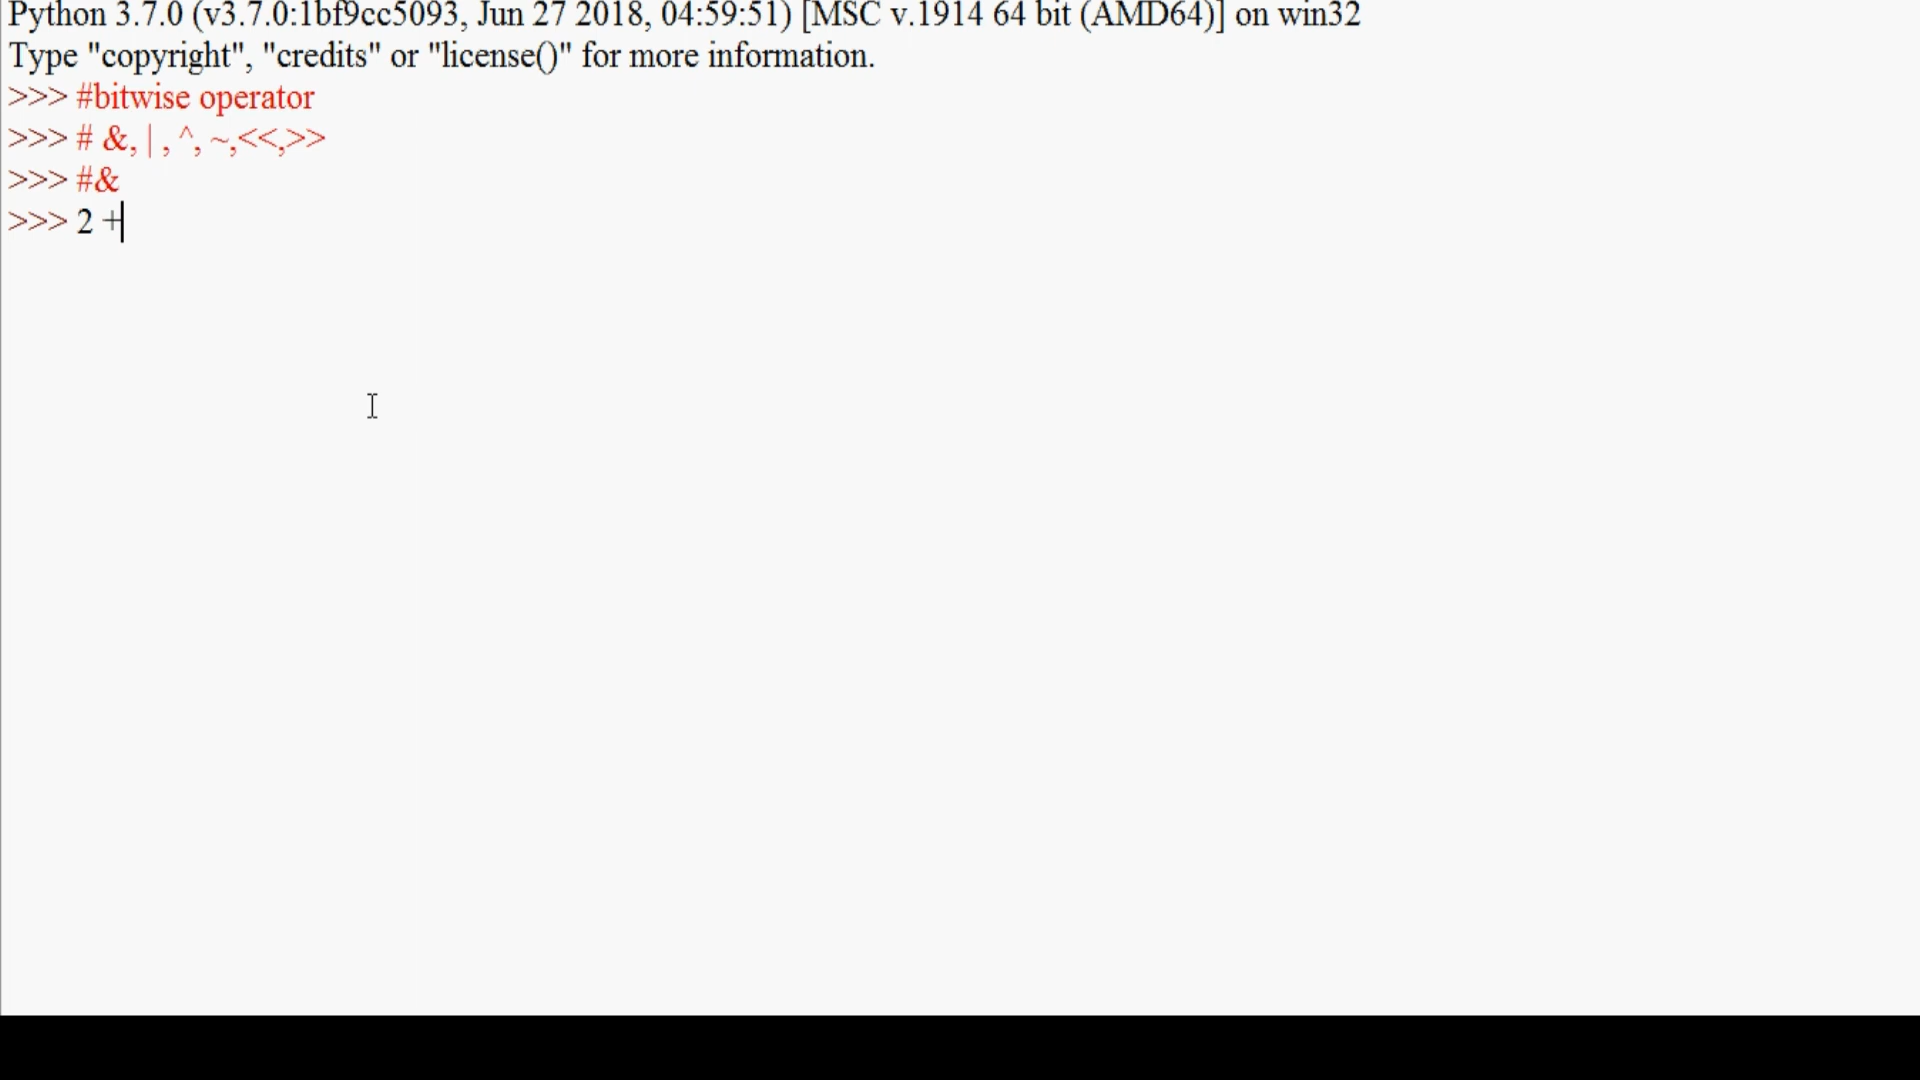 Python 3.7.0 (v3.7.0:1bf9cc5093, Jun 27 2018, 04:59:51) [MSC v.1914 64 bit (AMD64)] on win32
Type "copyright", "credits" or "license()" for more information.
>>> #bitwise operator
>>> # &, | , ^, ~,<<,>>
>>> #&
>>> 2 +